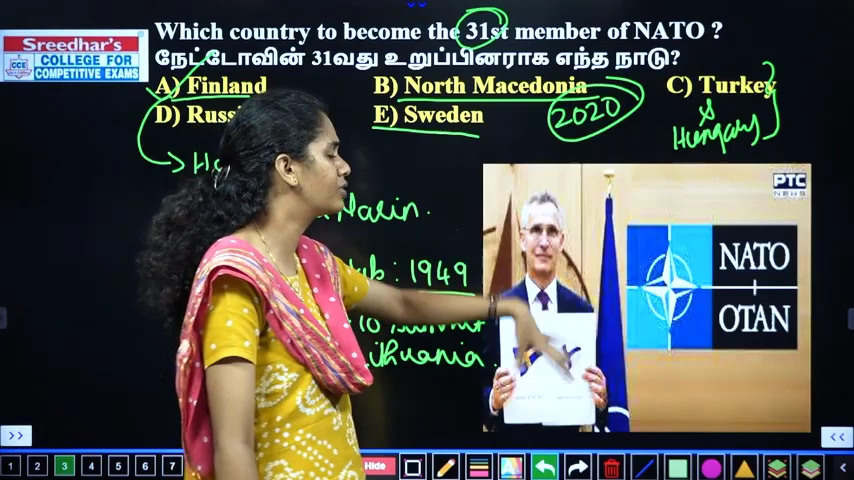 Which country to become the 31st member of NATO ?
Sreedhar's
CCE
COLLEGE FOR
COMPETITIVE EXAMS
நேட்டோவின் 31வது உறுப்பினராக எந்த நாடு?
A) Finland
B) North Macedonia
C) Turkey
D) Russi
E) Sweden
2020
&
Hungary
Marin.
: 1949
Lithuania.
PTC
NEWS
NATO
OTAN
>>
<<
1 2 3 4 5 6 7
Hide